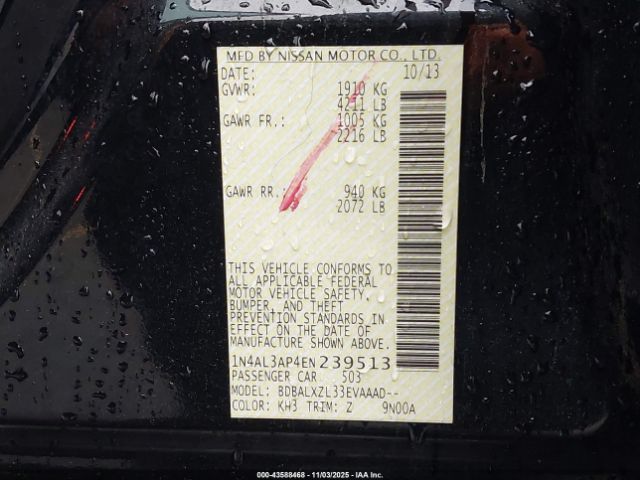 MFD BY NISSAN MOTOR CO., LTD.
DATE: 10/13
GVWR: 1910 KG
4211 LB
GAWR FR.: 1005 KG
2216 LB
GAWR RR.: 940 KG
2072 LB
THIS VEHICLE CONFORMS TO
ALL APPLICABLE FEDERAL
MOTOR VEHICLE SAFETY,
BUMPER, AND THEFT
PREVENTION STANDARDS IN
EFFECT ON THE DATE OF
MANUFACTURE SHOWN ABOVE.
1N4AL3AP4EN239513
PASSENGER CAR 503
MODEL: BDBALXZL33EVAAAD--
COLOR: KH3 TRIM: Z 9N00A
000-43588468 - 11/03/2025 - IAA Inc.